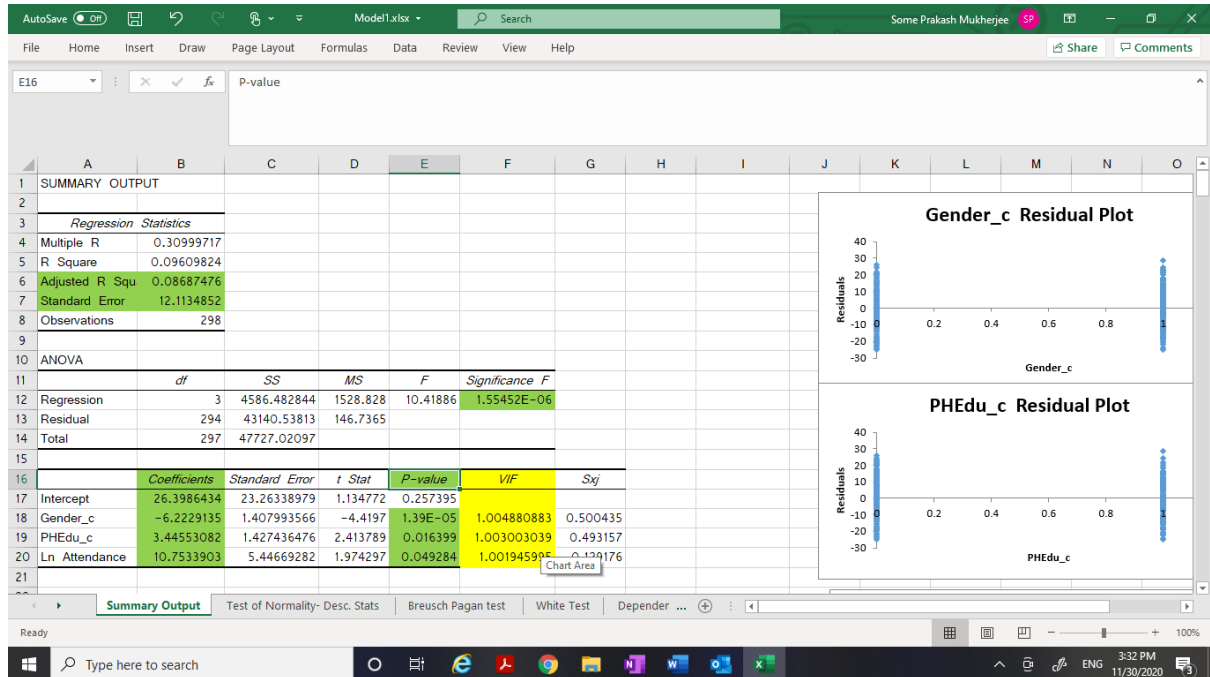 AutoSave Off Model1.xlsx Search Some Prakash Mukherjee SP
File Home Insert Draw Page Layout Formulas Data Review View Help Share Comments
E16 fx P-value
A B C D E F G H I J K L M N O
1 SUMMARY OUTPUT
2
3 Regression Statistics
4 Multiple R 0.30999717
5 R Square 0.09609824
6 Adjusted R Squ 0.08687476
7 Standard Error 12.1134852
8 Observations 298
9
10 ANOVA
11 df SS MS F Significance F
12 Regression 3 4586.482844 1528.828 10.41886 1.55452E-06
13 Residual 294 43140.53813 146.7365
14 Total 297 47727.02097
15
16 Coefficients Standard Error t Stat P-value VIF Sxj
17 Intercept 26.3986434 23.26338979 1.134772 0.257395
18 Gender_c -6.2229135 1.407993566 -4.4197 1.39E-05 1.004880883 0.500435
19 PHEdu_c 3.44553082 1.427436476 2.413789 0.016399 1.003003039 0.493157
20 Ln Attendance 10.7533903 5.44669282 1.974297 0.049284
Chart Area
21
Gender_c Residual Plot
Residuals
40
30
20
10
0
-10 0 0.2 0.4 0.6 0.8 1
-20
-30
Gender_c
PHEdu_c Residual Plot
Residuals
40
30
20
10
0
-10 0 0.2 0.4 0.6 0.8 1
-20
-30
PHEdu_c
Summary Output Test of Normality- Desc. Stats Breusch Pagan test White Test Depender ...
Ready 100%
Type here to search ENG 3:32 PM
11/30/2020 3